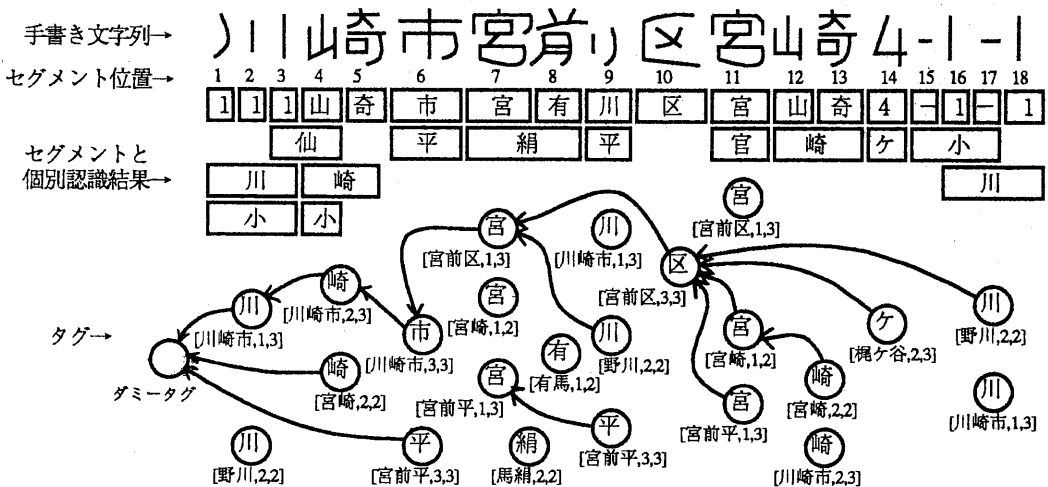 手書き文字列→ 川川山崎市宮前川区宮山奇4-1-1
セグメント位置→ 1 2 3 4 5 6 7 8 9 10 11 12 13 14 15 16 17 18
1 1 1 山 奇 市 宮 有 川 区 宮 山 奇 4 一 1 一 1
仙 平 絹 平 官 崎 ケ 小
セグメントと
個別認識結果→
川 崎 川
小 小
宮
[宮前区,1,3]
宮 川
[宮前区,1,3] [川崎市,1,3]
区
[宮前区,3,3]
崎
[川崎市,2,3]
川 宮 川
[川崎市,1,3] [宮崎,1,2] [野川,2,2]
タグ→
市 川 宮 ケ
[川崎市,3,3] [野川,2,2] [宮崎,1,2] [梶ケ谷,2,3]
有
[有馬,1,2]
ダミータグ
崎 宮 崎 川
[宮崎,2,2] [宮前平,1,3] [宮崎,2,2] [川崎市,1,3]
宮
[宮前平,1,3]
川 平 絹 平 崎
[野川,2,2] [宮前平,3,3] [馬絹,2,2] [宮前平,3,3] [川崎市,2,3]